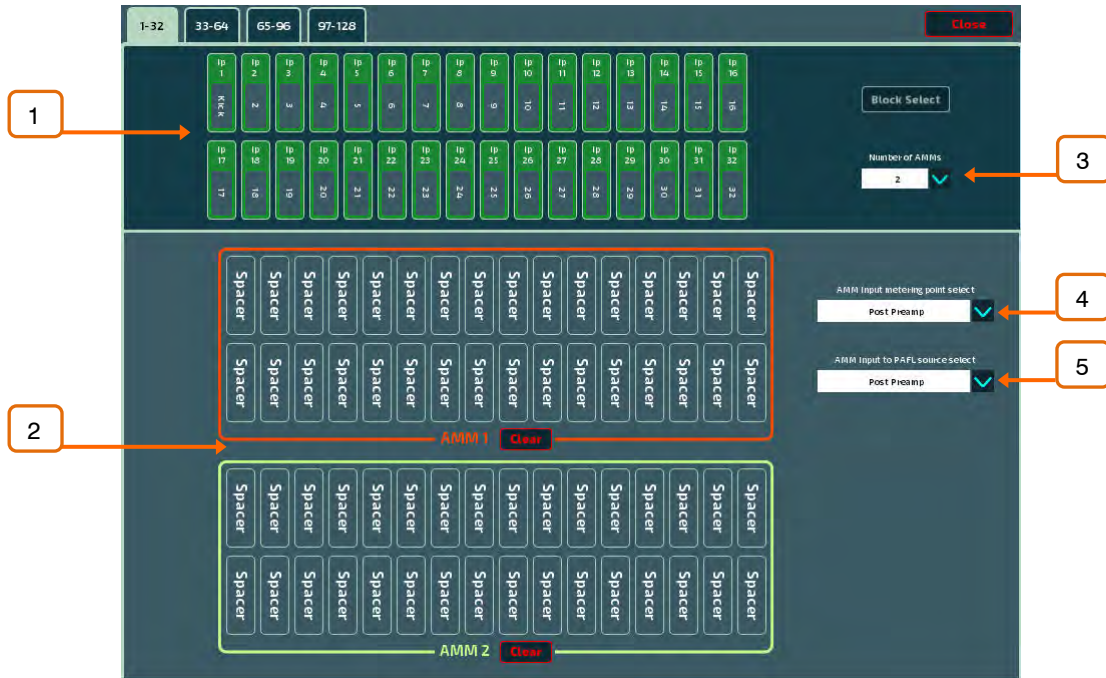 1-32 33-64 65-96 97-128 Close
Ip Ip Ip Ip Ip Ip Ip Ip Ip Ip Ip Ip Ip Ip Ip Ip
1 2 3 4 5 6 7 8 9 10 11 12 13 14 15 16
Kick 2 3 4 5 6 7 8 9 10 11 12 13 14 15 16
Block Select
1
Ip Ip Ip Ip Ip Ip Ip Ip Ip Ip Ip Ip Ip Ip Ip Ip
17 18 19 20 21 22 23 24 25 26 27 28 29 30 31 32
17 18 19 20 21 22 23 24 25 26 27 28 29 30 31 32
Number of AMMs
2
3
Spacer Spacer Spacer Spacer Spacer Spacer Spacer Spacer Spacer Spacer Spacer Spacer Spacer Spacer Spacer Spacer
AMM Input metering point select
Post Preamp
4
Spacer Spacer Spacer Spacer Spacer Spacer Spacer Spacer Spacer Spacer Spacer Spacer Spacer Spacer Spacer Spacer
AMM Input to PAFL source select
Post Preamp
5
2
AMM 1 Clear
Spacer Spacer Spacer Spacer Spacer Spacer Spacer Spacer Spacer Spacer Spacer Spacer Spacer Spacer Spacer Spacer
Spacer Spacer Spacer Spacer Spacer Spacer Spacer Spacer Spacer Spacer Spacer Spacer Spacer Spacer Spacer Spacer
AMM 2 Clear